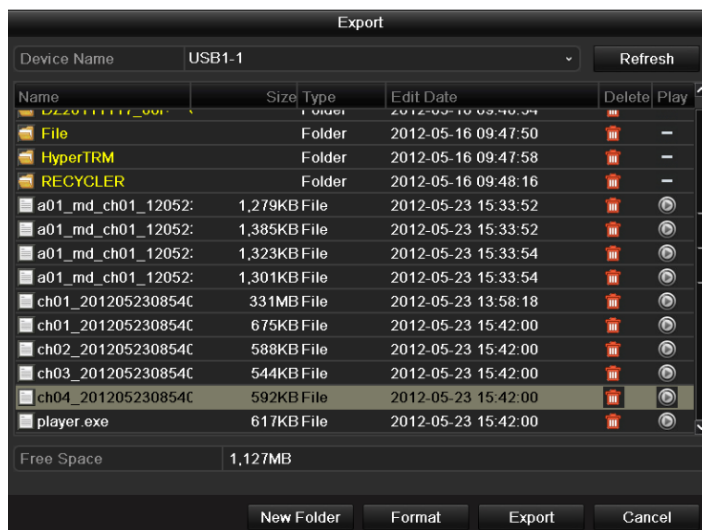 Export
Device Name USB1-1 Refresh
Name Size Type Edit Date Delete Play
File Folder 2012-05-16 09:47:50 –
HyperTRM Folder 2012-05-16 09:47:58 –
RECYCLER Folder 2012-05-16 09:48:16 –
a01_md_ch01_12052 1,279KB File 2012-05-23 15:33:52
a01_md_ch01_12052 1,385KB File 2012-05-23 15:33:52
a01_md_ch01_12052 1,323KB File 2012-05-23 15:33:54
a01_md_ch01_12052 1,301KB File 2012-05-23 15:33:54
ch01_2012052308540 331MB File 2012-05-23 13:58:18
ch01_2012052308540 675KB File 2012-05-23 15:42:00
ch02_2012052308540 588KB File 2012-05-23 15:42:00
ch03_2012052308540 544KB File 2012-05-23 15:42:00
ch04_2012052308540 592KB File 2012-05-23 15:42:00
player.exe 617KB File 2012-05-23 15:42:00
Free Space 1,127MB
New Folder Format Export Cancel